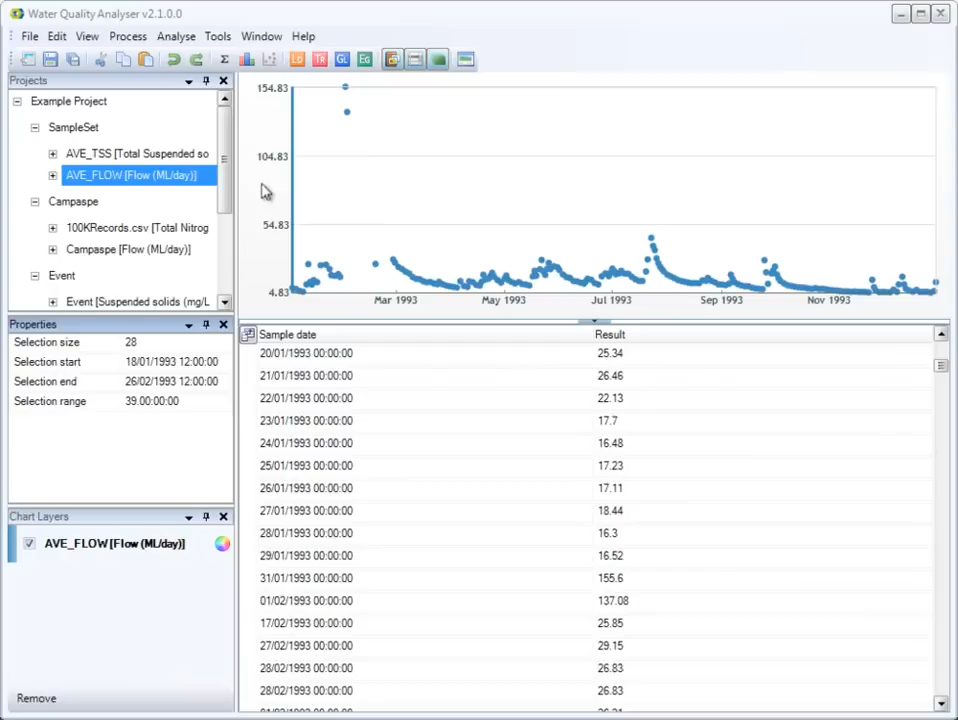 Water Quality Analyser v2.1.0.0
File Edit View Process Analyse Tools Window Help
Σ LD TR GL Eg
Projects
Example Project
SampleSet
AVE_TSS [Total Suspended so
AVE_FLOW [Flow (ML/day)]
Campaspe
100KRecords.csv [Total Nitrog
Campaspe [Flow (ML/day)]
Event
Event [Suspended solids (mg/L
Properties
Selection size 28
Selection start 18/01/1993 12:00:00
Selection end 26/02/1993 12:00:00
Selection range 39.00:00:00
Chart Layers
AVE_FLOW [Flow (ML/day)]
Remove
154.83
104.83
54.83
4.83
Mar 1993 May 1993 Jul 1993 Sep 1993 Nov 1993
Sample date Result
20/01/1993 00:00:00 25.34
21/01/1993 00:00:00 26.46
22/01/1993 00:00:00 22.13
23/01/1993 00:00:00 17.7
24/01/1993 00:00:00 16.48
25/01/1993 00:00:00 17.23
26/01/1993 00:00:00 17.11
27/01/1993 00:00:00 18.44
28/01/1993 00:00:00 16.3
29/01/1993 00:00:00 16.52
31/01/1993 00:00:00 155.6
01/02/1993 00:00:00 137.08
17/02/1993 00:00:00 25.85
27/02/1993 00:00:00 29.15
28/02/1993 00:00:00 26.83
28/02/1993 00:00:00 26.83